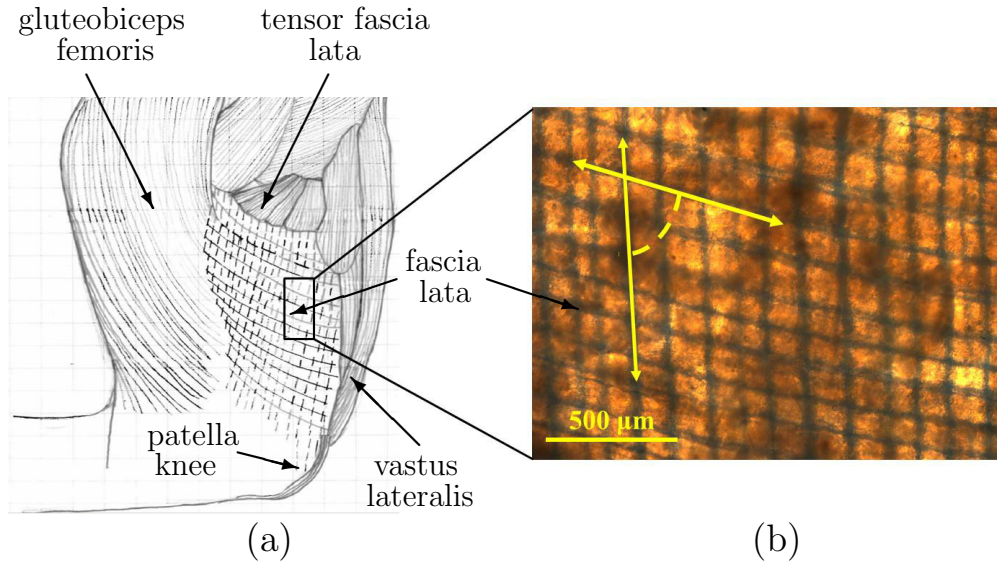 gluteobiceps
femoris
tensor fascia
lata
fascia
lata
patella
knee
vastus
lateralis
500 μm
(a)
(b)